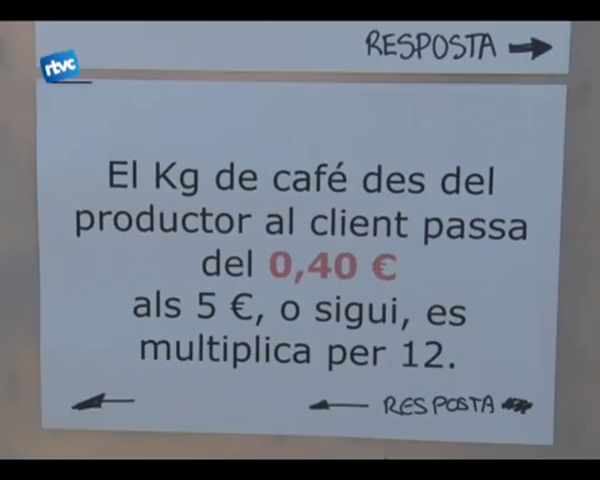 RESPOSTA
rtvc
El Kg de café des del
productor al client passa
del 0,40 €
als 5 €, o sigui, es
multiplica per 12.
RESPOSTA